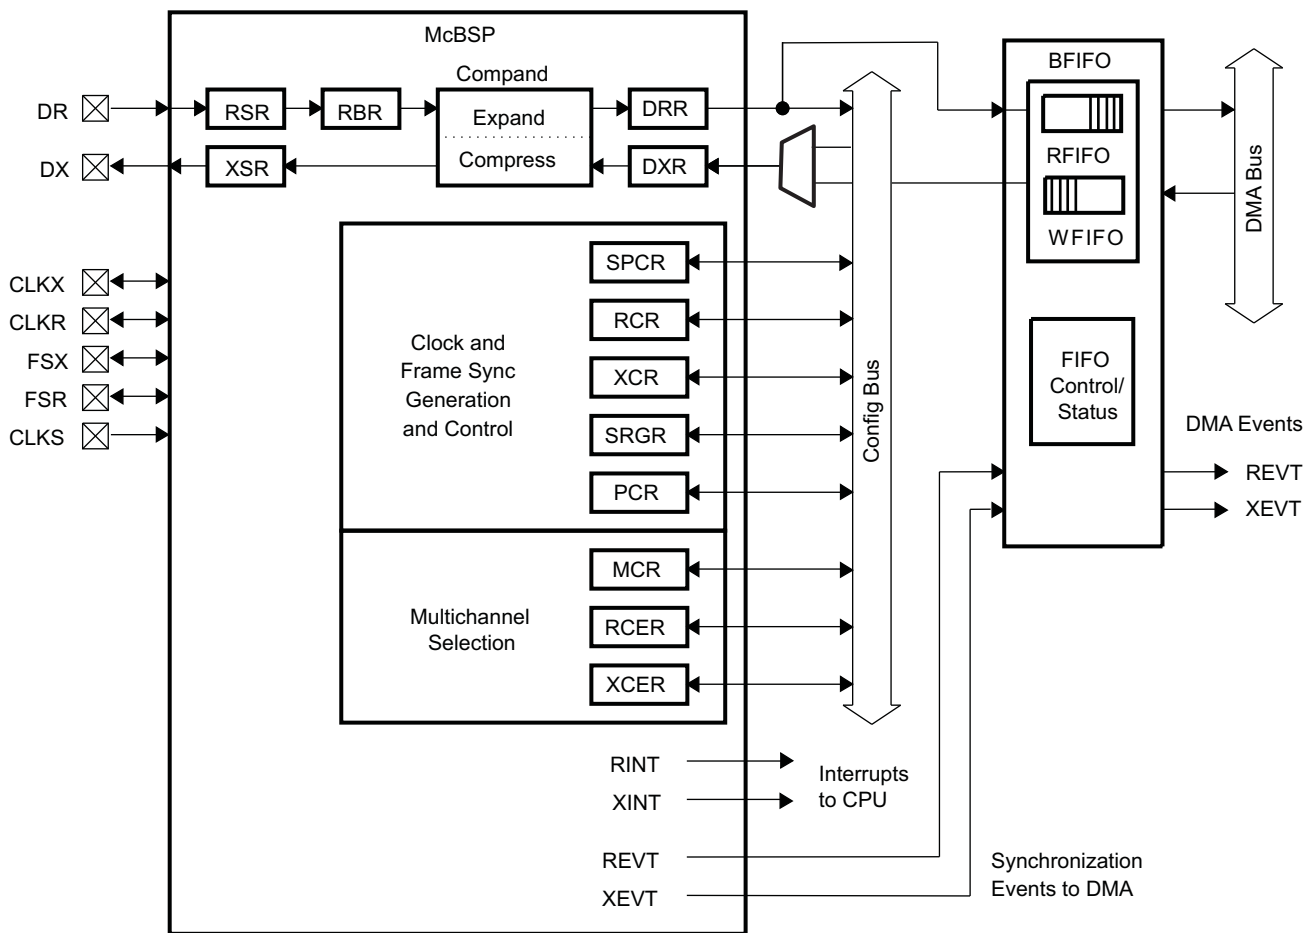 McBSP
Compand
DR
RSR
RBR
Expand
DRR
DX
XSR
Compress
DXR
CLKX
CLKR
FSX
FSR
CLKS
Clock and
Frame Sync
Generation
and Control
SPCR
RCR
XCR
SRGR
PCR
Multichannel
Selection
MCR
RCER
XCER
RINT
XINT
Interrupts
to CPU
REVT
XEVT
Synchronization
Events to DMA
Config Bus
BFIFO
RFIFO
WFIFO
FIFO
Control/
Status
DMA Bus
DMA Events
REVT
XEVT